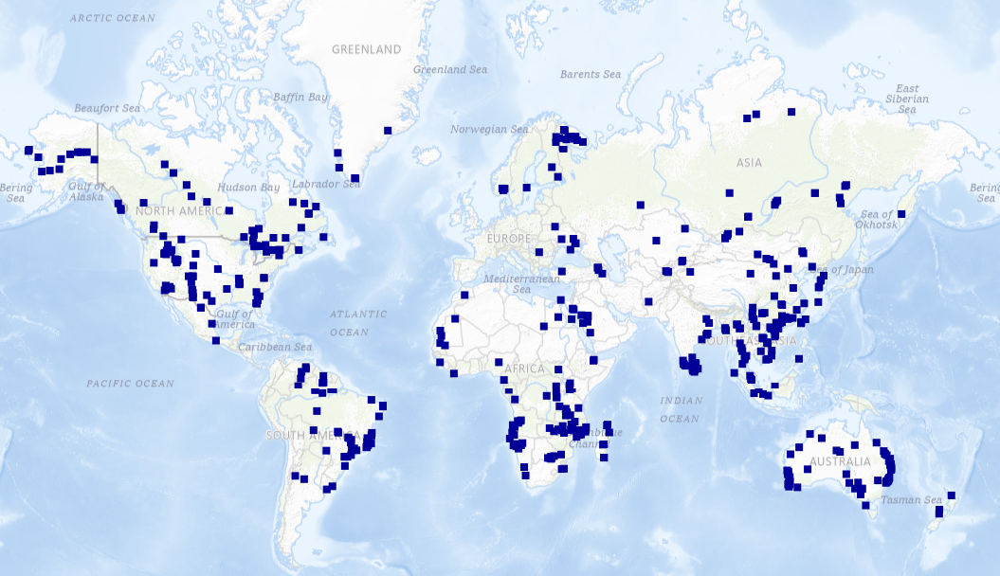 ARCTIC OCEAN
GREENLAND
Greenland Sea
Barents Sea
Baffin Bay
East
Siberian
Sea
Beaufort Sea
Norwegian Sea
ASIA
Bering
Sea
Gulf of
Alaska
Hudson Bay
Labrador Sea
Bering
Sea
NORTH AMERICA
Sea of
Okhotsk
EUROPE
Sea of Japan
Mediterranean
Sea
Gulf of
America
ATLANTIC
OCEAN
SOUTHEAST ASIA
Caribbean Sea
AFRICA
PACIFIC OCEAN
INDIAN
OCEAN
SOUTH AMERICA
Channel
AUSTRALIA
Tasman Sea